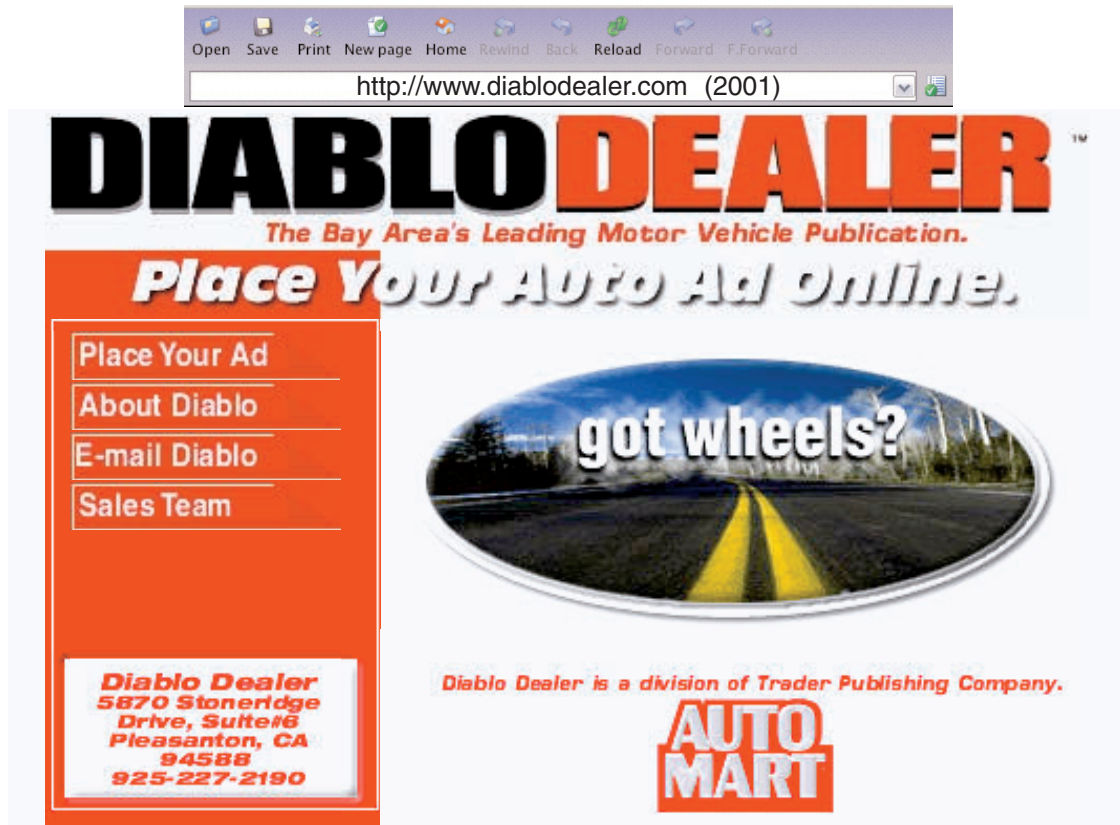 Open Save Print New page Home Rewind Back Reload Forward F.Forward
http://www.diablodealer.com (2001)
DIABLODEALER ™
The Bay Area's Leading Motor Vehicle Publication.
Place Your Auto Ad Online.
Place Your Ad
About Diablo
E-mail Diablo
Sales Team
got wheels?
Diablo Dealer
5870 Stoneridge
Drive, Suite#6
Pleasanton, CA
94588
925-227-2190
Diablo Dealer is a division of Trader Publishing Company.
AUTO
MART